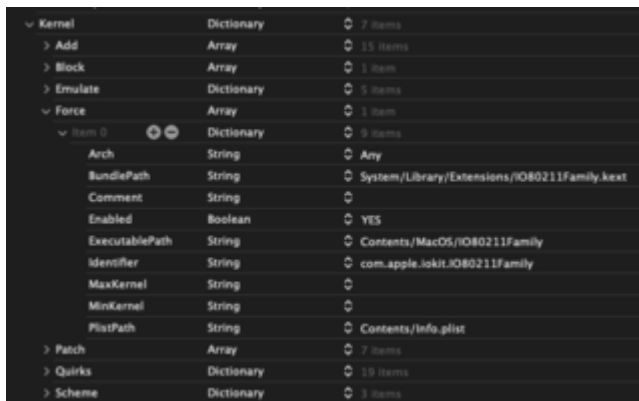 Kernel Dictionary 7 items
Add Array 15 items
Block Array 1 item
Emulate Dictionary 5 items
Force Array 1 item
Item 0 Dictionary 9 items
Arch String Any
BundlePath String System/Library/Extensions/IO80211Family.kext
Comment String
Enabled Boolean YES
ExecutablePath String Contents/MacOS/IO80211Family
Identifier String com.apple.iokit.IO80211Family
MaxKernel String
MinKernel String
PlistPath String Contents/Info.plist
Patch Array 7 items
Quirks Dictionary 19 items
Scheme Dictionary 3 items